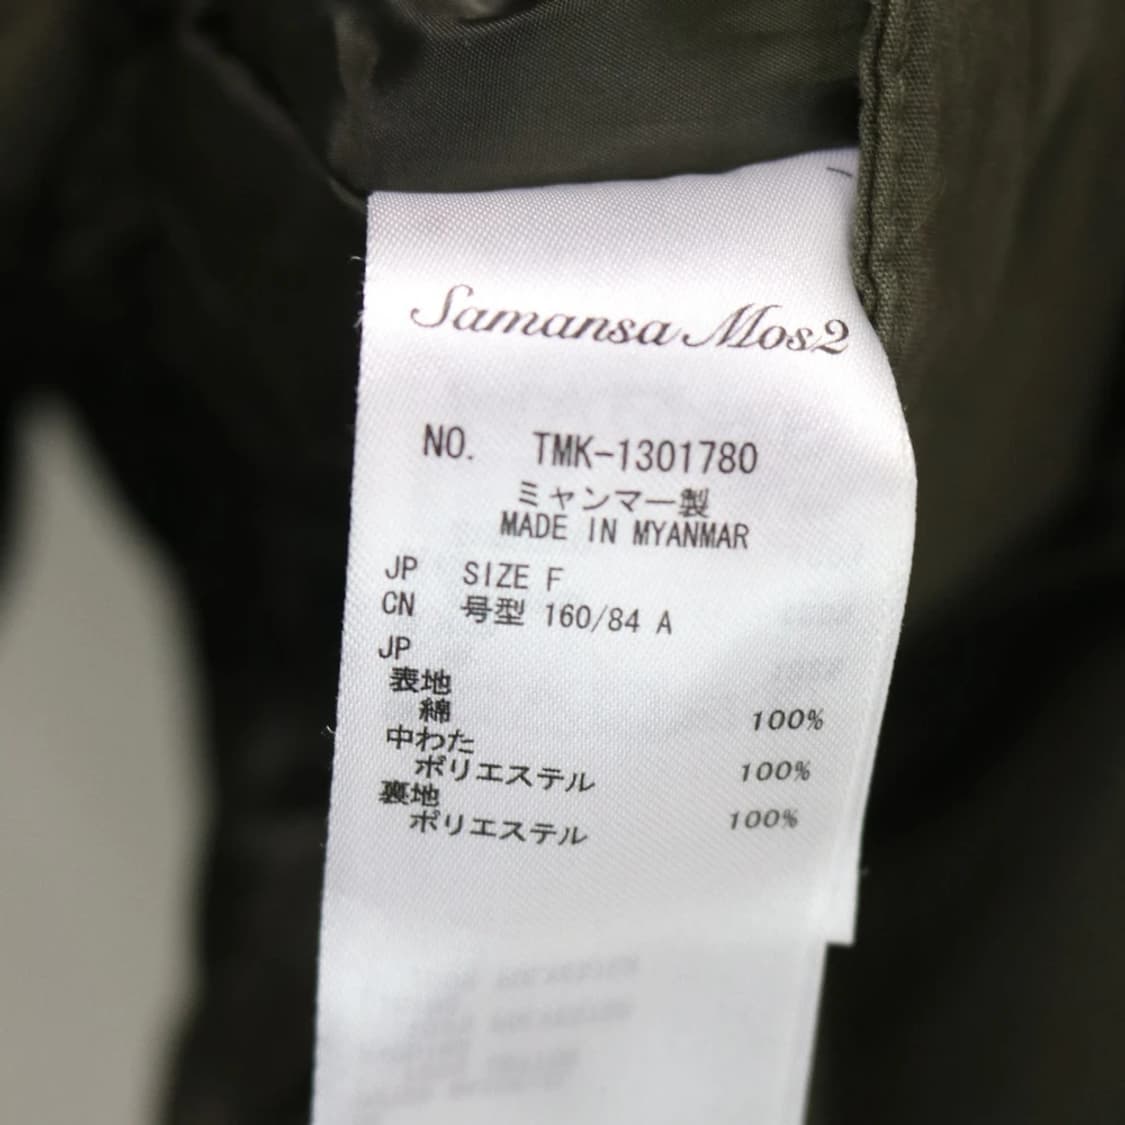 Samansa Mos2
NO. TMK-1301780
ミャンマー製
MADE IN MYANMAR
JP SIZE F
CN 号型 160/84 A
JP
表地
綿 100%
中わた
ポリエステル 100%
裏地
ポリエステル 100%